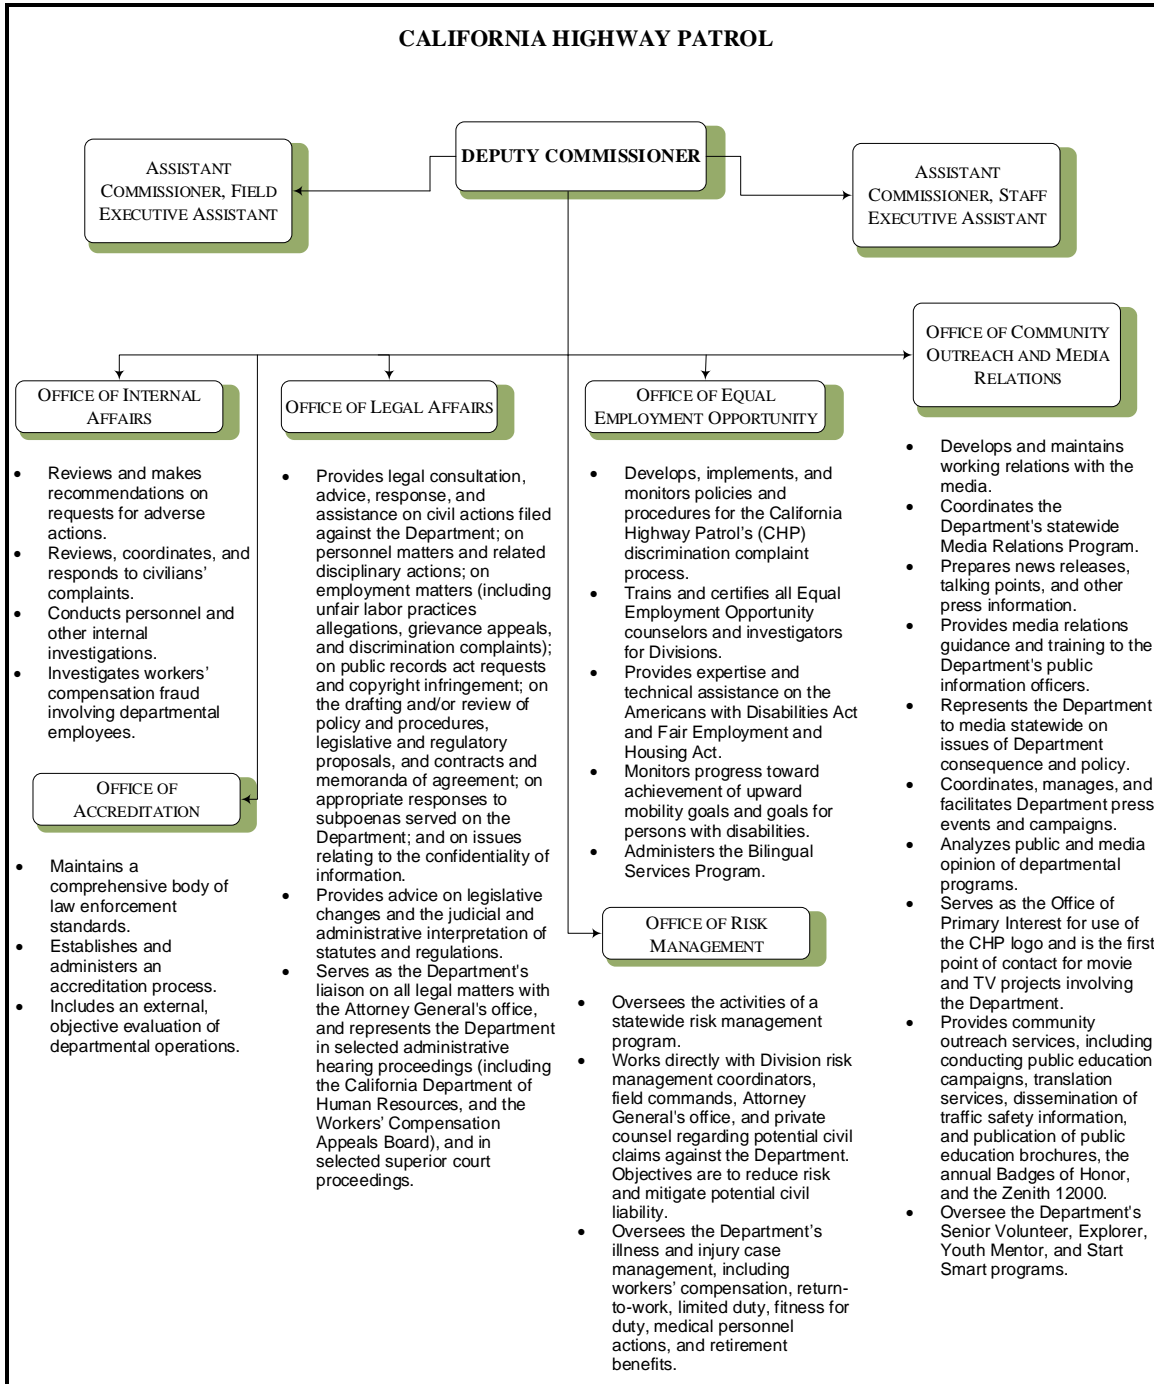 CALIFORNIA HIGHWAY PATROL
DEPUTY COMMISSIONER
ASSISTANT
COMMISSIONER, FIELD
EXECUTIVE ASSISTANT
ASSISTANT
COMMISSIONER, STAFF
EXECUTIVE ASSISTANT
OFFICE OF COMMUNITY
OUTREACH AND MEDIA
RELATIONS
OFFICE OF INTERNAL
AFFAIRS
OFFICE OF LEGAL AFFAIRS
OFFICE OF EQUAL
EMPLOYMENT OPPORTUNITY
• Reviews and makes
recommendations on
requests for adverse
actions.
• Reviews, coordinates, and
responds to civilians’
complaints.
• Conducts personnel and
other internal
investigations.
• Investigates workers’
compensation fraud
involving departmental
employees.
OFFICE OF
ACCREDITATION
• Maintains a
comprehensive body of
law enforcement
standards.
• Establishes and
administers an
accreditation process.
• Includes an external,
objective evaluation of
departmental operations.
• Provides legal consultation,
advice, response, and
assistance on civil actions filed
against the Department; on
personnel matters and related
disciplinary actions; on
employment matters (including
unfair labor practices
allegations, grievance appeals,
and discrimination complaints);
on public records act requests
and copyright infringement; on
the drafting and/or review of
policy and procedures,
legislative and regulatory
proposals, and contracts and
memoranda of agreement; on
appropriate responses to
subpoenas served on the
Department; and on issues
relating to the confidentiality of
information.
• Provides advice on legislative
changes and the judicial and
administrative interpretation of
statutes and regulations.
• Serves as the Department's
liaison on all legal matters with
the Attorney General's office,
and represents the Department
in selected administrative
hearing proceedings (including
the California Department of
Human Resources, and the
Workers’ Compensation
Appeals Board), and in
selected superior court
proceedings.
• Develops, implements, and
monitors policies and
procedures for the California
Highway Patrol’s (CHP)
discrimination complaint
process.
• Trains and certifies all Equal
Employment Opportunity
counselors and investigators
for Divisions.
• Provides expertise and
technical assistance on the
Americans with Disabilities Act
and Fair Employment and
Housing Act.
• Monitors progress toward
achievement of upward
mobility goals and goals for
persons with disabilities.
• Administers the Bilingual
Services Program.
OFFICE OF RISK
MANAGEMENT
• Oversees the activities of a
statewide risk management
program.
• Works directly with Division risk
management coordinators,
field commands, Attorney
General's office, and private
counsel regarding potential civil
claims against the Department.
Objectives are to reduce risk
and mitigate potential civil
liability.
• Oversees the Department’s
illness and injury case
management, including
workers’ compensation, return-
to-work, limited duty, fitness for
duty, medical personnel
actions, and retirement
benefits.
• Develops and maintains
working relations with the
media.
• Coordinates the
Department's statewide
Media Relations Program.
• Prepares news releases,
talking points, and other
press information.
• Provides media relations
guidance and training to the
Department's public
information officers.
• Represents the Department
to media statewide on
issues of Department
consequence and policy.
• Coordinates, manages, and
facilitates Department press
events and campaigns.
• Analyzes public and media
opinion of departmental
programs.
• Serves as the Office of
Primary Interest for use of
the CHP logo and is the first
point of contact for movie
and TV projects involving
the Department.
• Provides community
outreach services, including
conducting public education
campaigns, translation
services, dissemination of
traffic safety information,
and publication of public
education brochures, the
annual Badges of Honor,
and the Zenith 12000.
• Oversee the Department's
Senior Volunteer, Explorer,
Youth Mentor, and Start
Smart programs.